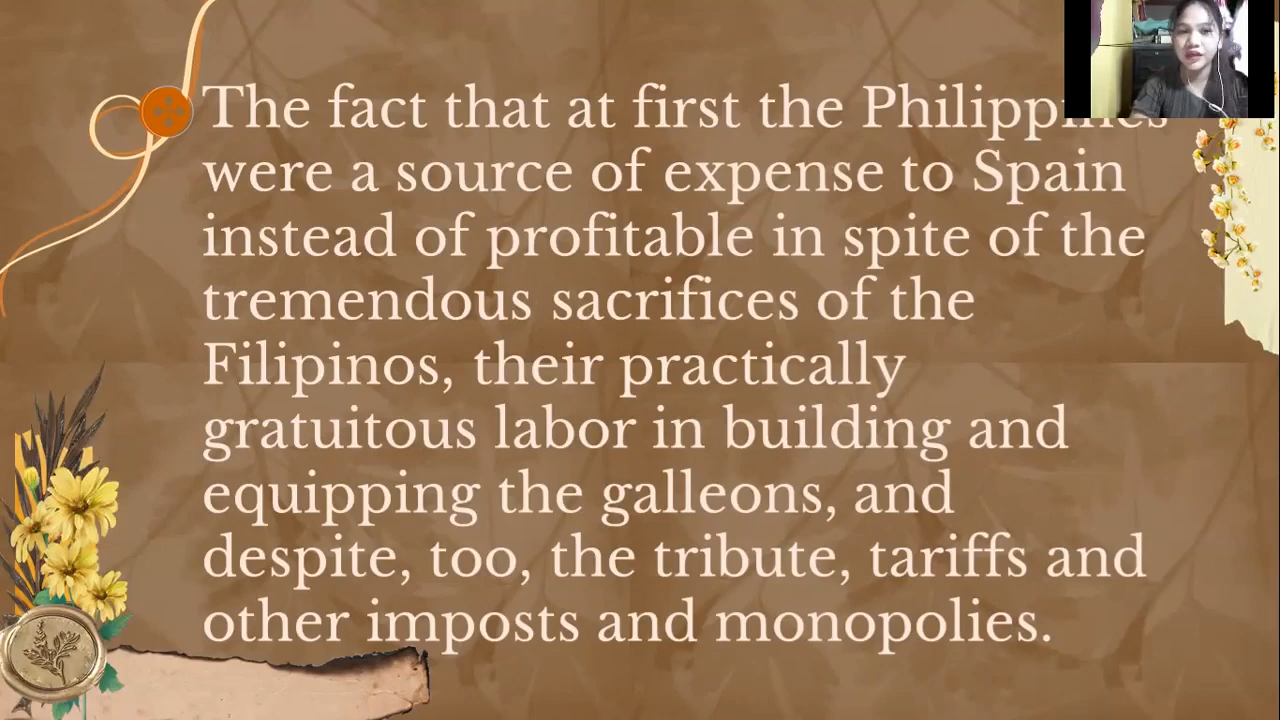 The fact that at first the Philippines
were a source of expense to Spain
instead of profitable in spite of the
tremendous sacrifices of the
Filipinos, their practically
gratuitous labor in building and
equipping the galleons, and
despite, too, the tribute, tariffs and
other imposts and monopolies.